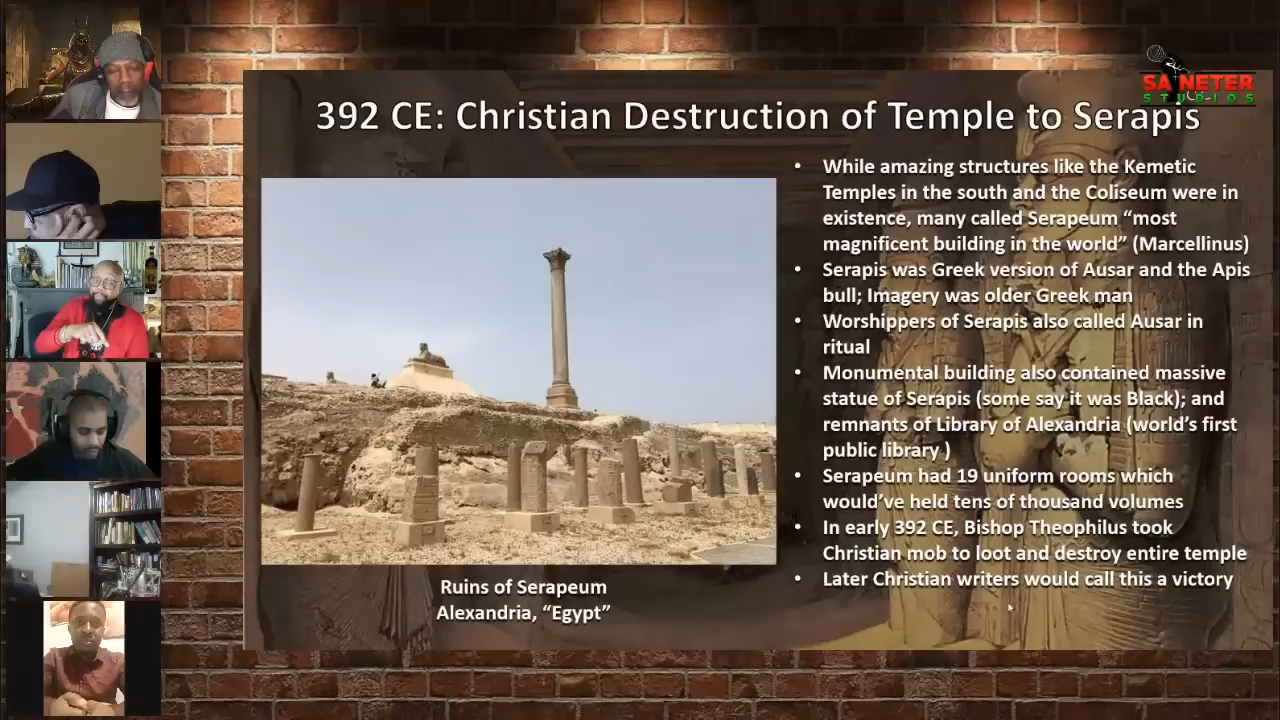 SA NETER
STUDIOS
392 CE: Christian Destruction of Temple to Serapis
• While amazing structures like the Kemetic
Temples in the south and the Coliseum were in
existence, many called Serapeum “most
magnificent building in the world” (Marcellinus)
• Serapis was Greek version of Ausar and the Apis
bull; Imagery was older Greek man
• Worshippers of Serapis also called Ausar in
ritual
• Monumental building also contained massive
statue of Serapis (some say it was Black); and
remnants of Library of Alexandria (world’s first
public library )
• Serapeum had 19 uniform rooms which
would’ve held tens of thousand volumes
• In early 392 CE, Bishop Theophilus took
Christian mob to loot and destroy entire temple
• Later Christian writers would call this a victory
Ruins of Serapeum
Alexandria, “Egypt”